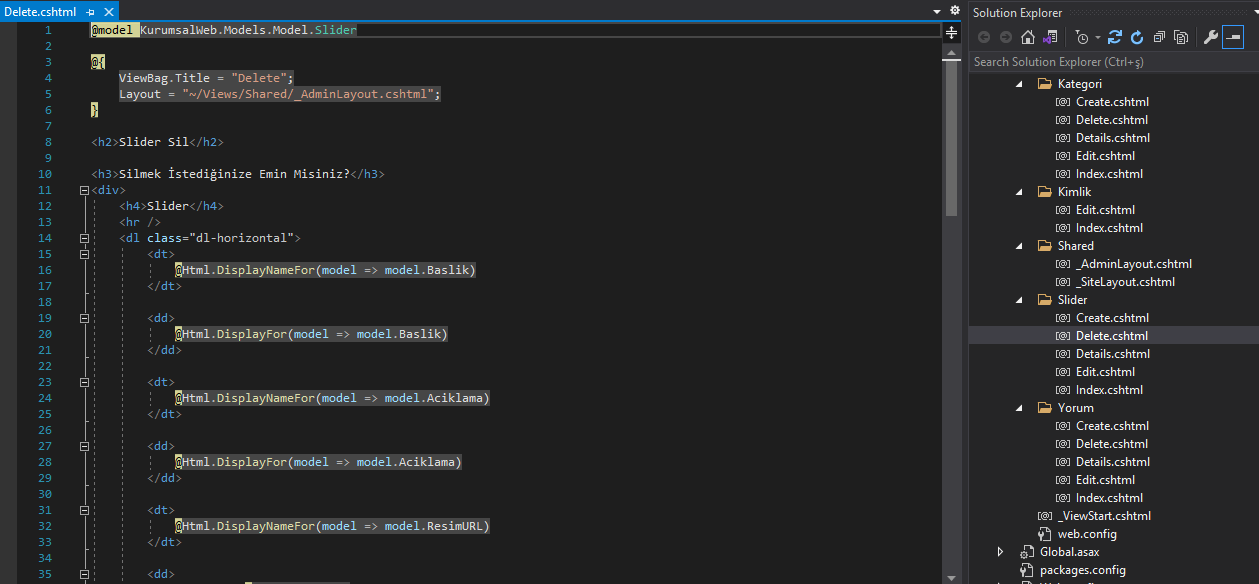 Delete.cshtml
1 @model KurumsalWeb.Models.Model.Slider
2
3 @{
4 ViewBag.Title = "Delete";
5 Layout = "~/Views/Shared/_AdminLayout.cshtml";
6 }
7
8 <h2>Slider Sil</h2>
9
10 <h3>Silmek İstediğinize Emin Misiniz?</h3>
11 <div>
12 <h4>Slider</h4>
13 <hr />
14 <dl class="dl-horizontal">
15 <dt>
16 @Html.DisplayNameFor(model => model.Baslik)
17 </dt>
18
19 <dd>
20 @Html.DisplayFor(model => model.Baslik)
21 </dd>
22
23 <dt>
24 @Html.DisplayNameFor(model => model.Aciklama)
25 </dt>
26
27 <dd>
28 @Html.DisplayFor(model => model.Aciklama)
29 </dd>
30
31 <dt>
32 @Html.DisplayNameFor(model => model.ResimURL)
33 </dt>
34
35 <dd>
Solution Explorer
Search Solution Explorer (Ctrl+ş)
Kategori
Create.cshtml
Delete.cshtml
Details.cshtml
Edit.cshtml
Index.cshtml
Kimlik
Edit.cshtml
Index.cshtml
Shared
_AdminLayout.cshtml
_SiteLayout.cshtml
Slider
Create.cshtml
Delete.cshtml
Details.cshtml
Edit.cshtml
Index.cshtml
Yorum
Create.cshtml
Delete.cshtml
Details.cshtml
Edit.cshtml
Index.cshtml
_ViewStart.cshtml
web.config
Global.asax
packages.config